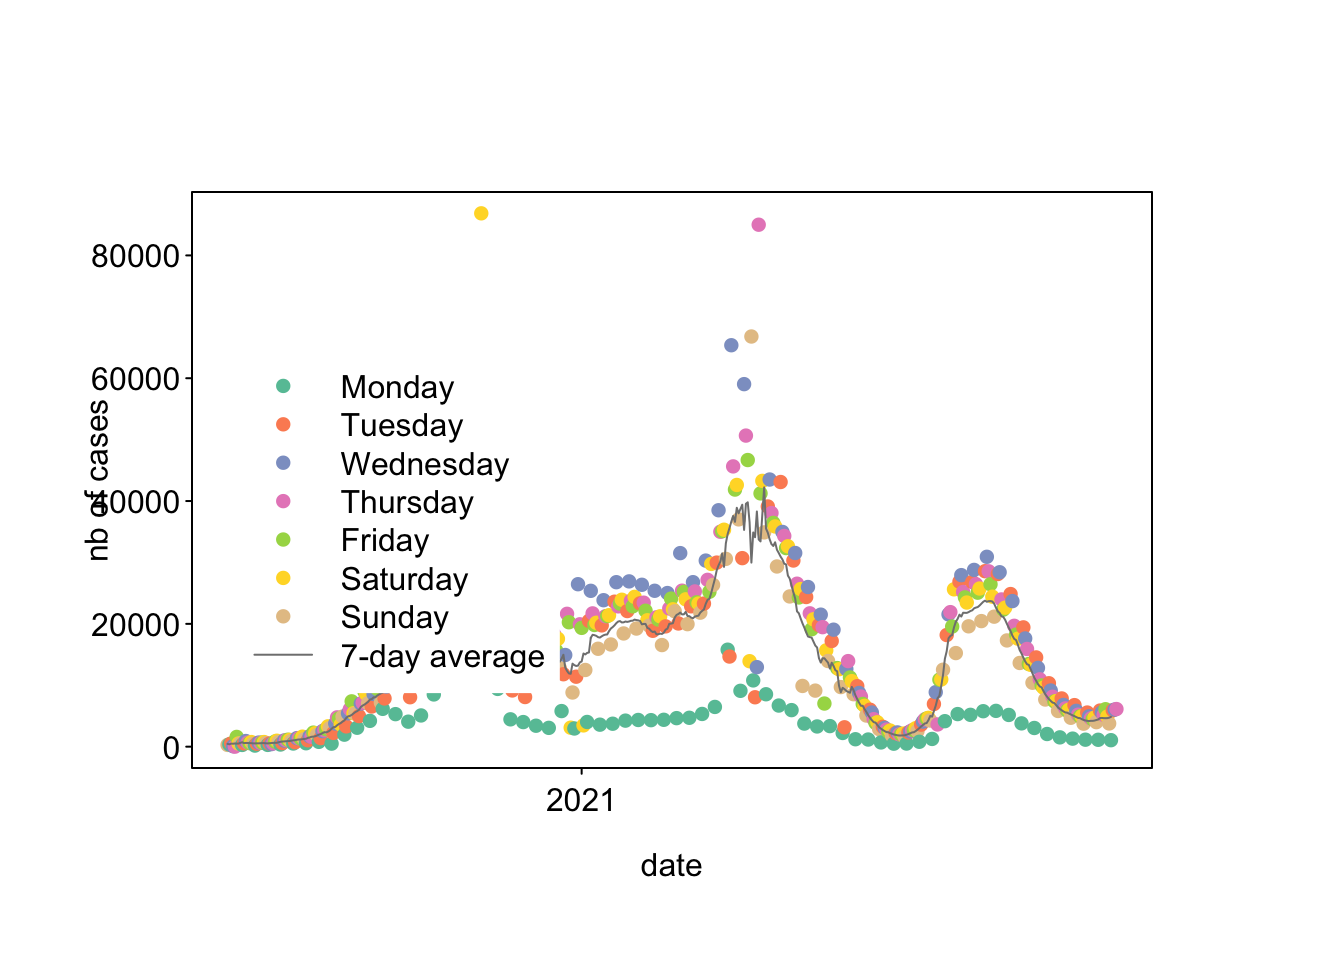 80000
60000
40000
20000
0
nb of cases
Monday
Tuesday
Wednesday
Thursday
Friday
Saturday
Sunday
7-day average
2021
date